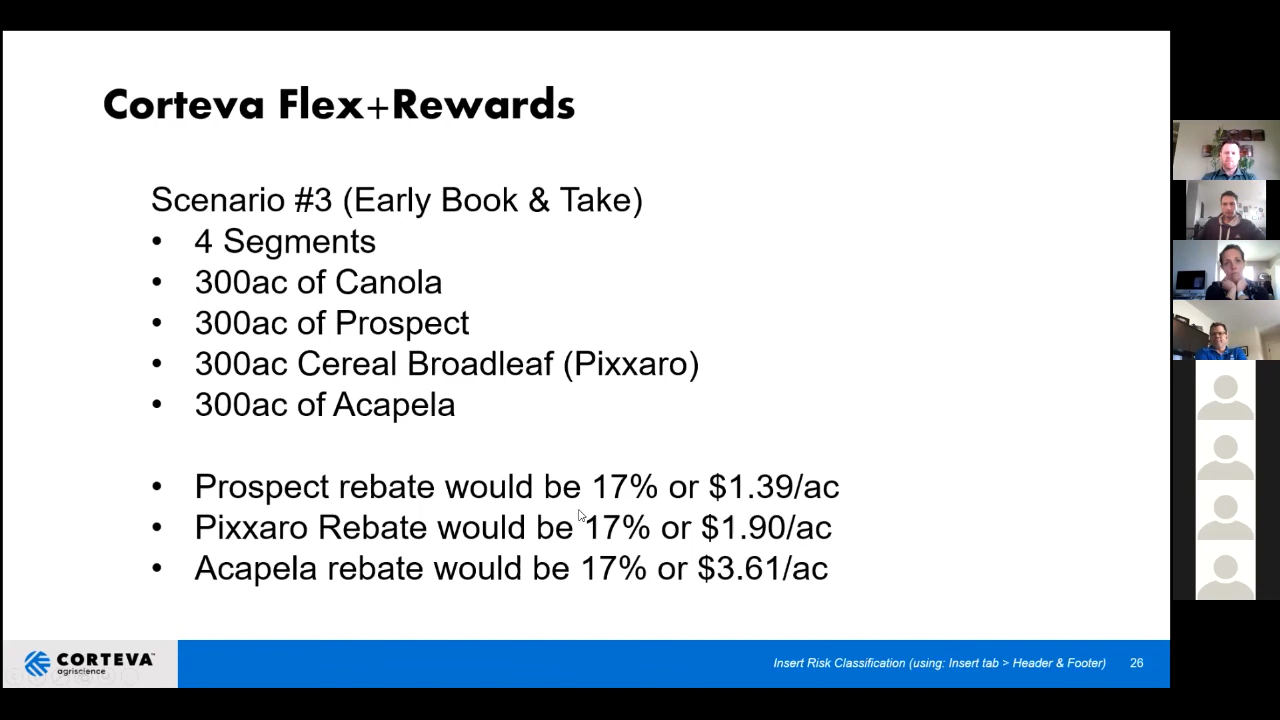 Corteva Flex+Rewards
Scenario #3 (Early Book & Take)
• 4 Segments
• 300ac of Canola
• 300ac of Prospect
• 300ac Cereal Broadleaf (Pixxaro)
• 300ac of Acapela
• Prospect rebate would be 17% or $1.39/ac
• Pixxaro Rebate would be 17% or $1.90/ac
• Acapela rebate would be 17% or $3.61/ac
CORTEVA™
agriscience
Insert Risk Classification (using: Insert tab > Header & Footer) 26